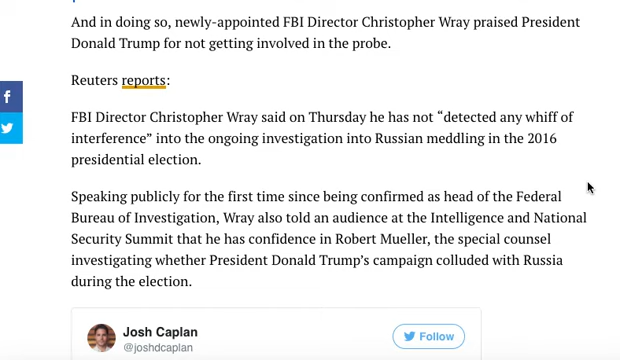 And in doing so, newly-appointed FBI Director Christopher Wray praised President
Donald Trump for not getting involved in the probe.
Reuters reports:
FBI Director Christopher Wray said on Thursday he has not “detected any whiff of
interference” into the ongoing investigation into Russian meddling in the 2016
presidential election.
Speaking publicly for the first time since being confirmed as head of the Federal
Bureau of Investigation, Wray also told an audience at the Intelligence and National
Security Summit that he has confidence in Robert Mueller, the special counsel
investigating whether President Donald Trump’s campaign colluded with Russia
during the election.
Josh Caplan
Follow
@joshdcaplan